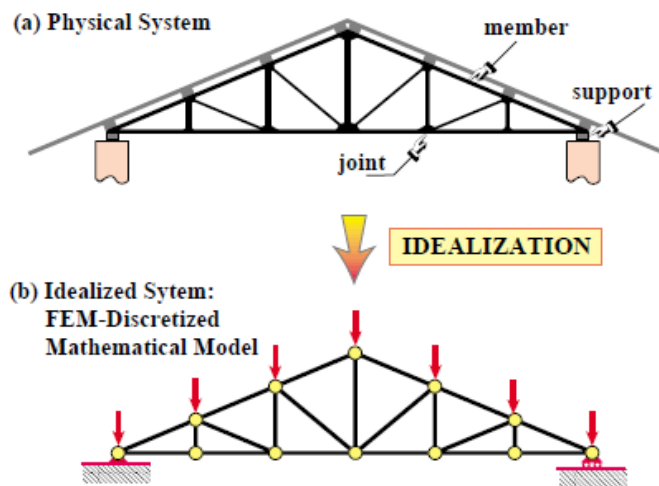 (a) Physical System
member
support
joint
IDEALIZATION
(b) Idealized Sytem:
FEM-Discretized
Mathematical Model